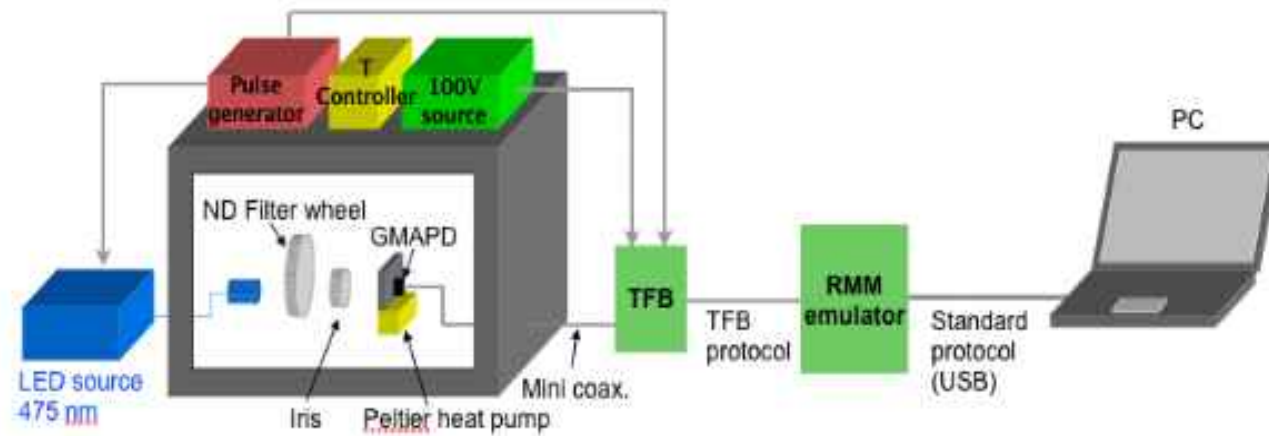 Pulse
generator
T
Controller
100V
source
PC
ND Filter wheel
GMAPD
TFB
RMM
emulator
TFB
protocol
Standard
protocol
(USB)
LED source
475 nm
Iris
Peltier heat pump
Mini coax.